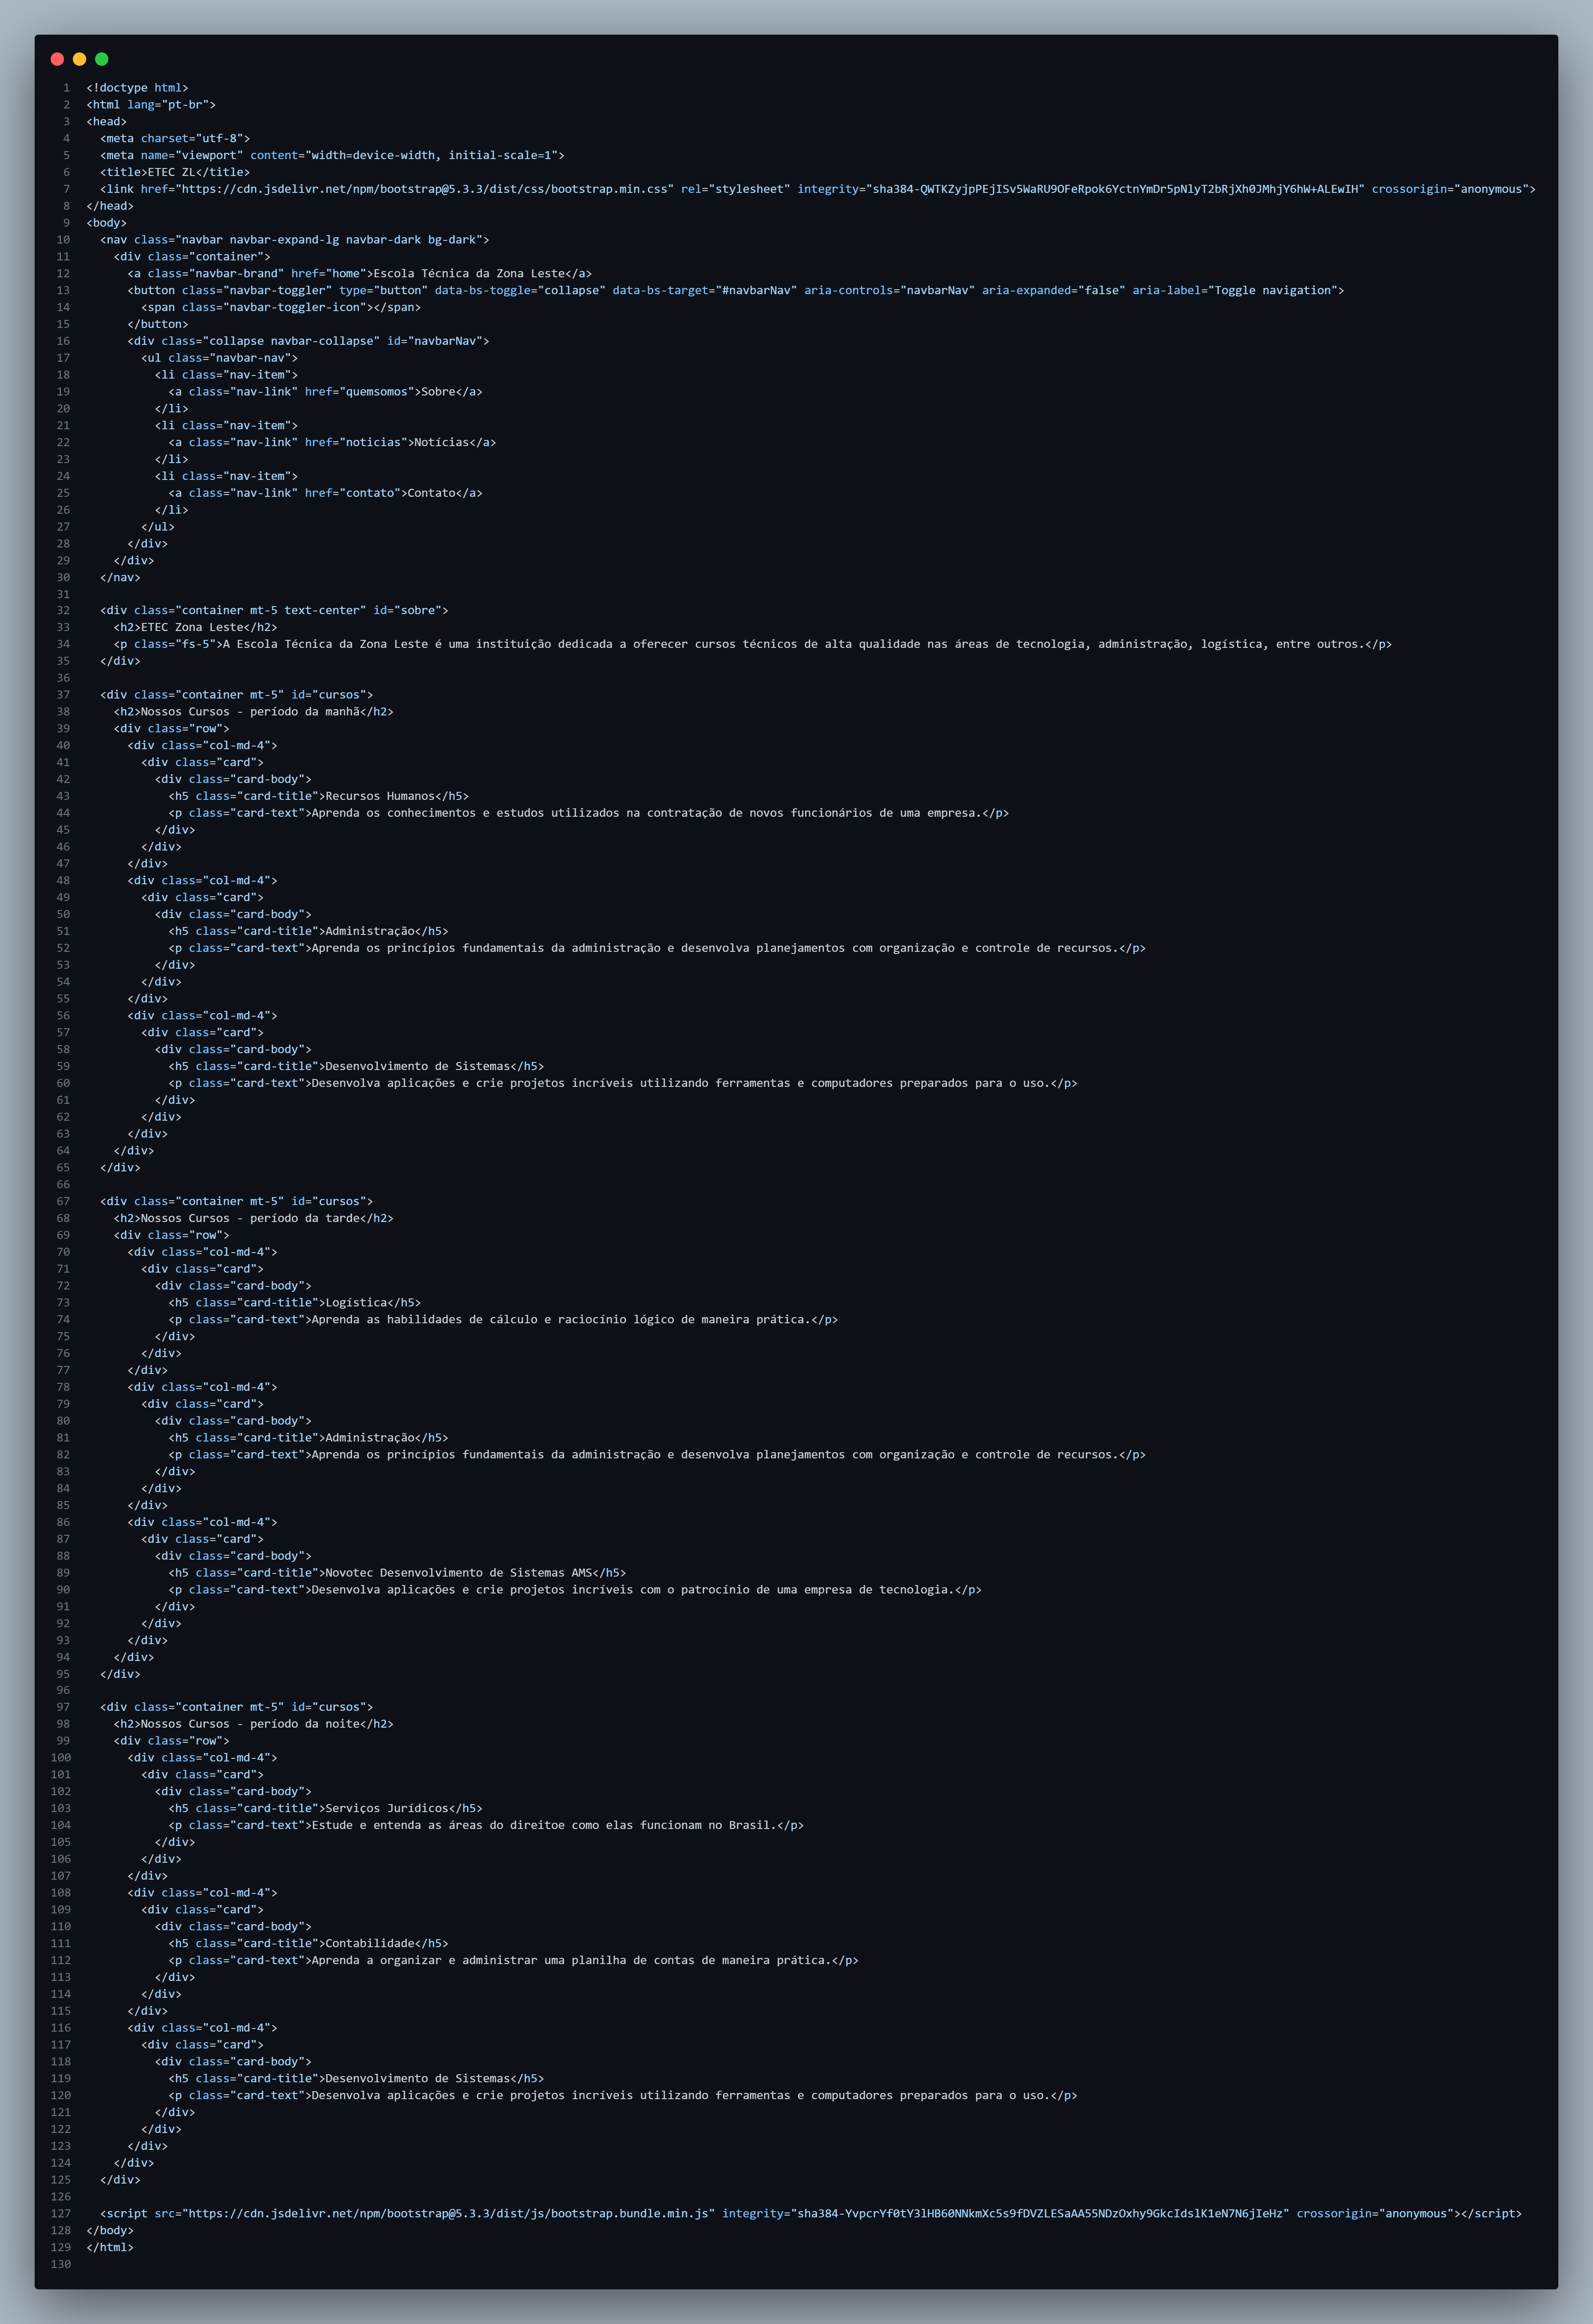 1 <!doctype html>
2 <html lang="pt-br">
3 <head>
4   <meta charset="utf-8">
5   <meta name="viewport" content="width=device-width, initial-scale=1">
6   <title>ETEC ZL</title>
7   <link href="https://cdn.jsdelivr.net/npm/bootstrap@5.3.3/dist/css/bootstrap.min.css" rel="stylesheet" integrity="sha384-QWTKZyjpPEjISv5WaRU9OFeRpok6YctnYmDr5pNlyT2bRjXh0JMhjY6hW+ALEwIH" crossorigin="anonymous">
8 </head>
9 <body>
10   <nav class="navbar navbar-expand-lg navbar-dark bg-dark">
11     <div class="container">
12       <a class="navbar-brand" href="home">Escola Técnica da Zona Leste</a>
13       <button class="navbar-toggler" type="button" data-bs-toggle="collapse" data-bs-target="#navbarNav" aria-controls="navbarNav" aria-expanded="false" aria-label="Toggle navigation">
14         <span class="navbar-toggler-icon"></span>
15       </button>
16       <div class="collapse navbar-collapse" id="navbarNav">
17         <ul class="navbar-nav">
18           <li class="nav-item">
19             <a class="nav-link" href="quemsomos">Sobre</a>
20           </li>
21           <li class="nav-item">
22             <a class="nav-link" href="noticias">Notícias</a>
23           </li>
24           <li class="nav-item">
25             <a class="nav-link" href="contato">Contato</a>
26           </li>
27         </ul>
28       </div>
29     </div>
30   </nav>
31
32   <div class="container mt-5 text-center" id="sobre">
33     <h2>ETEC Zona Leste</h2>
34     <p class="fs-5">A Escola Técnica da Zona Leste é uma instituição dedicada a oferecer cursos técnicos de alta qualidade nas áreas de tecnologia, administração, logística, entre outros.</p>
35   </div>
36
37   <div class="container mt-5" id="cursos">
38     <h2>Nossos Cursos - período da manhã</h2>
39     <div class="row">
40       <div class="col-md-4">
41         <div class="card">
42           <div class="card-body">
43             <h5 class="card-title">Recursos Humanos</h5>
44             <p class="card-text">Aprenda os conhecimentos e estudos utilizados na contratação de novos funcionários de uma empresa.</p>
45           </div>
46         </div>
47       </div>
48       <div class="col-md-4">
49         <div class="card">
50           <div class="card-body">
51             <h5 class="card-title">Administração</h5>
52             <p class="card-text">Aprenda os princípios fundamentais da administração e desenvolva planejamentos com organização e controle de recursos.</p>
53           </div>
54         </div>
55       </div>
56       <div class="col-md-4">
57         <div class="card">
58           <div class="card-body">
59             <h5 class="card-title">Desenvolvimento de Sistemas</h5>
60             <p class="card-text">Desenvolva aplicações e crie projetos incríveis utilizando ferramentas e computadores preparados para o uso.</p>
61           </div>
62         </div>
63       </div>
64     </div>
65   </div>
66
67   <div class="container mt-5" id="cursos">
68     <h2>Nossos Cursos - período da tarde</h2>
69     <div class="row">
70       <div class="col-md-4">
71         <div class="card">
72           <div class="card-body">
73             <h5 class="card-title">Logística</h5>
74             <p class="card-text">Aprenda as habilidades de cálculo e raciocínio lógico de maneira prática.</p>
75           </div>
76         </div>
77       </div>
78       <div class="col-md-4">
79         <div class="card">
80           <div class="card-body">
81             <h5 class="card-title">Administração</h5>
82             <p class="card-text">Aprenda os princípios fundamentais da administração e desenvolva planejamentos com organização e controle de recursos.</p>
83           </div>
84         </div>
85       </div>
86       <div class="col-md-4">
87         <div class="card">
88           <div class="card-body">
89             <h5 class="card-title">Novotec Desenvolvimento de Sistemas AMS</h5>
90             <p class="card-text">Desenvolva aplicações e crie projetos incríveis com o patrocínio de uma empresa de tecnologia.</p>
91           </div>
92         </div>
93       </div>
94     </div>
95   </div>
96
97   <div class="container mt-5" id="cursos">
98     <h2>Nossos Cursos - período da noite</h2>
99     <div class="row">
100       <div class="col-md-4">
101         <div class="card">
102           <div class="card-body">
103             <h5 class="card-title">Serviços Jurídicos</h5>
104             <p class="card-text">Estude e entenda as áreas do direitoe como elas funcionam no Brasil.</p>
105           </div>
106         </div>
107       </div>
108       <div class="col-md-4">
109         <div class="card">
110           <div class="card-body">
111             <h5 class="card-title">Contabilidade</h5>
112             <p class="card-text">Aprenda a organizar e administrar uma planilha de contas de maneira prática.</p>
113           </div>
114         </div>
115       </div>
116       <div class="col-md-4">
117         <div class="card">
118           <div class="card-body">
119             <h5 class="card-title">Desenvolvimento de Sistemas</h5>
120             <p class="card-text">Desenvolva aplicações e crie projetos incríveis utilizando ferramentas e computadores preparados para o uso.</p>
121           </div>
122         </div>
123       </div>
124     </div>
125   </div>
126
127   <script src="https://cdn.jsdelivr.net/npm/bootstrap@5.3.3/dist/js/bootstrap.bundle.min.js" integrity="sha384-YvpcrYf0tY3lHB60NNkmXc5s9fDVZLESaAA55NDzOxhy9GkcIdslK1eN7N6jIeHz" crossorigin="anonymous"></script>
128 </body>
129 </html>
130